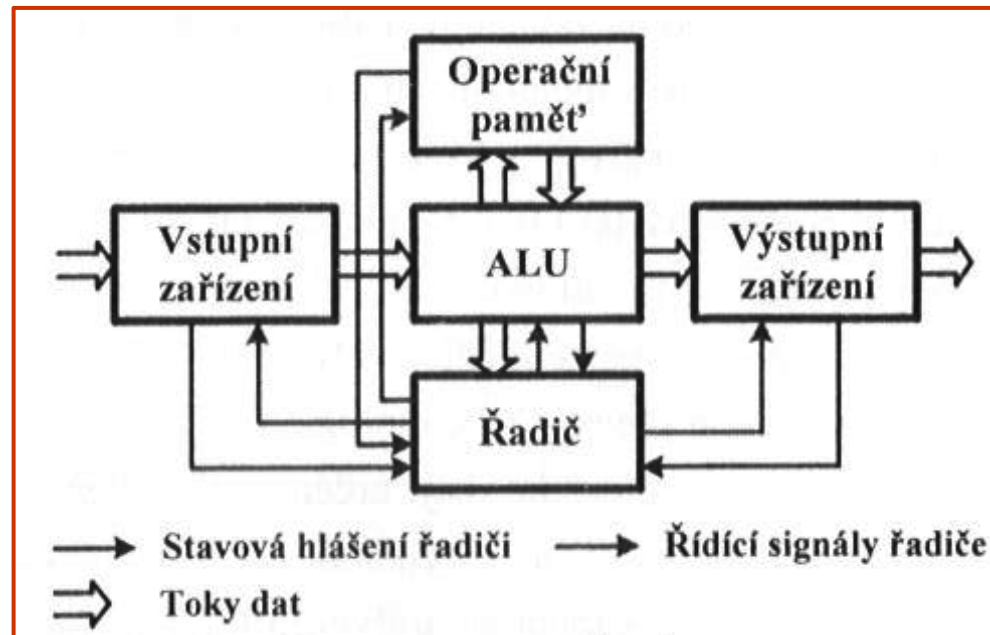 Operační
paměť
Vstupní
zařízení
ALU
Výstupní
zařízení
Řadič
Stavová hlášení řadiči
Řídící signály řadiče
Toky dat